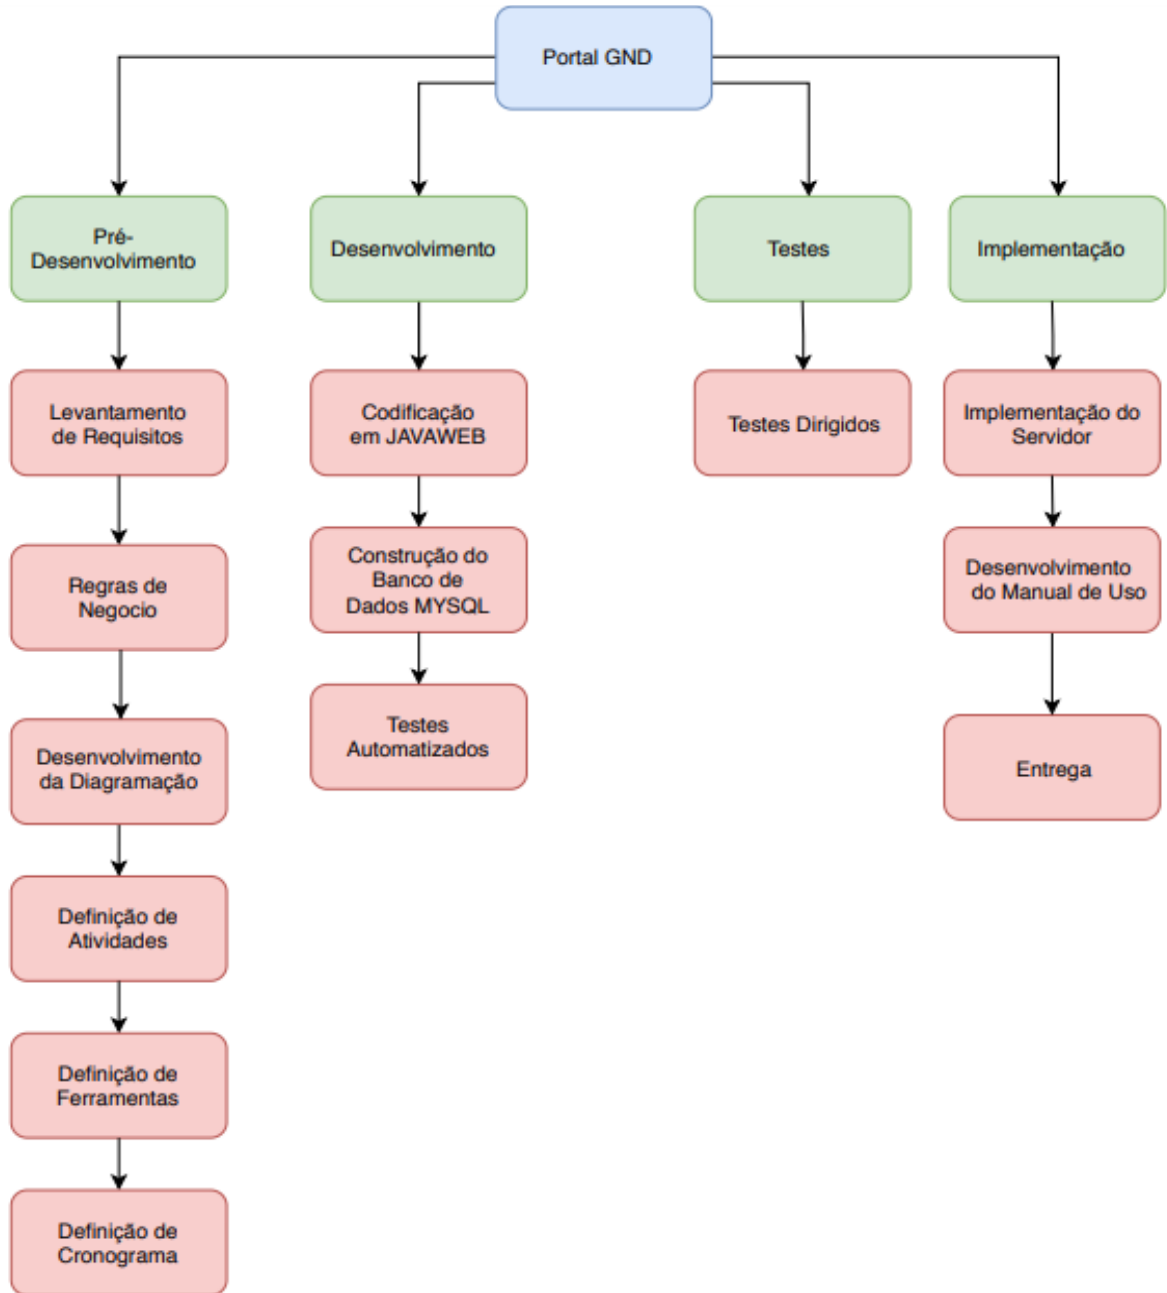 Portal GND
Pré-
Desenvolvimento
Desenvolvimento
Testes
Implementação
Levantamento
de Requisitos
Codificação
em JAVAWEB
Testes Dirigidos
Implementação do
Servidor
Regras de
Negocio
Construção do
Banco de
Dados MYSQL
Desenvolvimento
do Manual de Uso
Desenvolvimento
da Diagramação
Testes
Automatizados
Entrega
Definição de
Atividades
Definição de
Ferramentas
Definição de
Cronograma